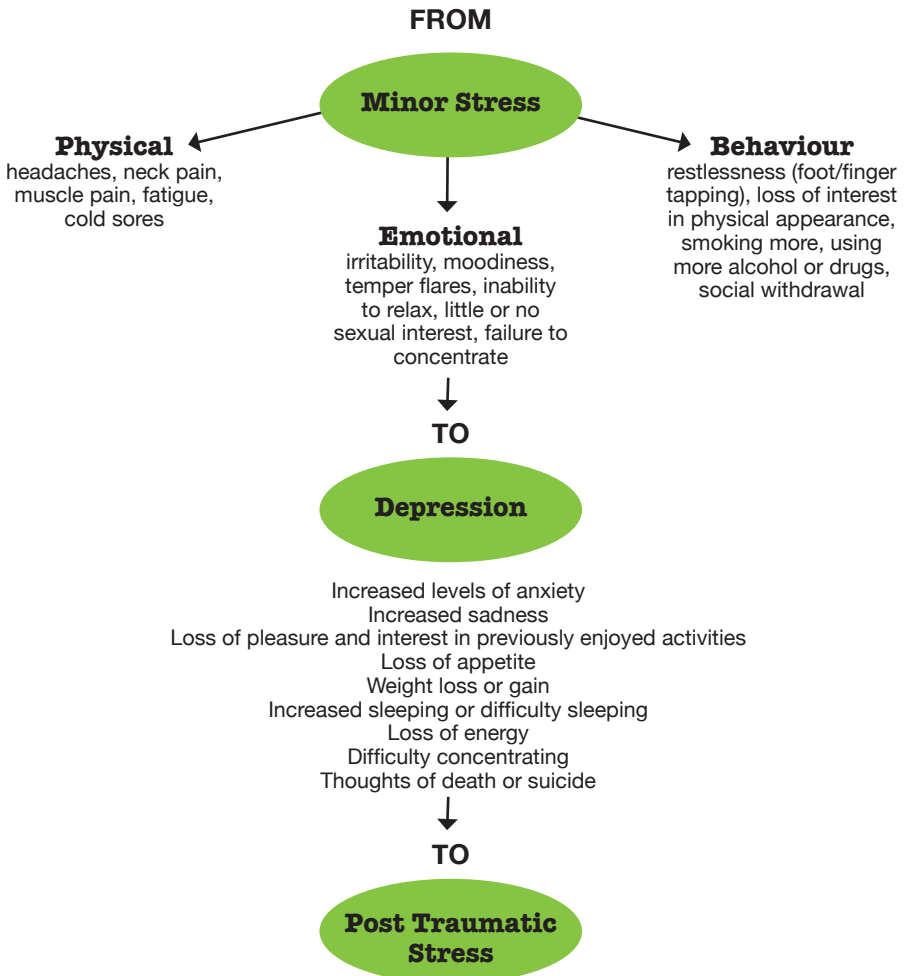 FROM
Minor Stress
Physical
headaches, neck pain,
muscle pain, fatigue,
cold sores
Emotional
irritability, moodiness,
temper flares, inability
to relax, little or no
sexual interest, failure to
concentrate
Behaviour
restlessness (foot/finger
tapping), loss of interest
in physical appearance,
smoking more, using
more alcohol or drugs,
social withdrawal
TO
Depression
Increased levels of anxiety
Increased sadness
Loss of pleasure and interest in previously enjoyed activities
Loss of appetite
Weight loss or gain
Increased sleeping or difficulty sleeping
Loss of energy
Difficulty concentrating
Thoughts of death or suicide
TO
Post Traumatic
Stress